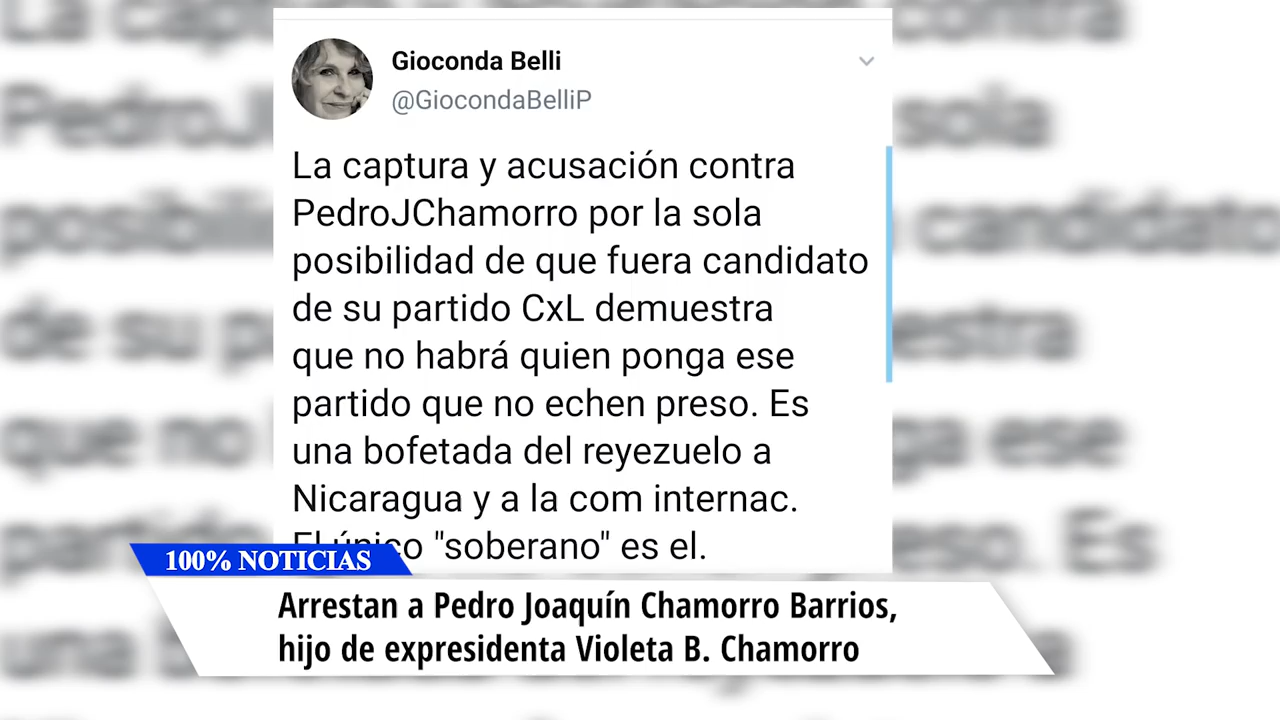 Gioconda Belli
@GiocondaBelliP
La captura y acusación contra
PedroJChamorro por la sola
posibilidad de que fuera candidato
de su partido CxL demuestra
que no habrá quien ponga ese
partido que no echen preso. Es
una bofetada del reyezuelo a
Nicaragua y a la com internac.
El único "soberano" es el.
100% NOTICIAS
Arrestan a Pedro Joaquín Chamorro Barrios,
hijo de expresidenta Violeta B. Chamorro